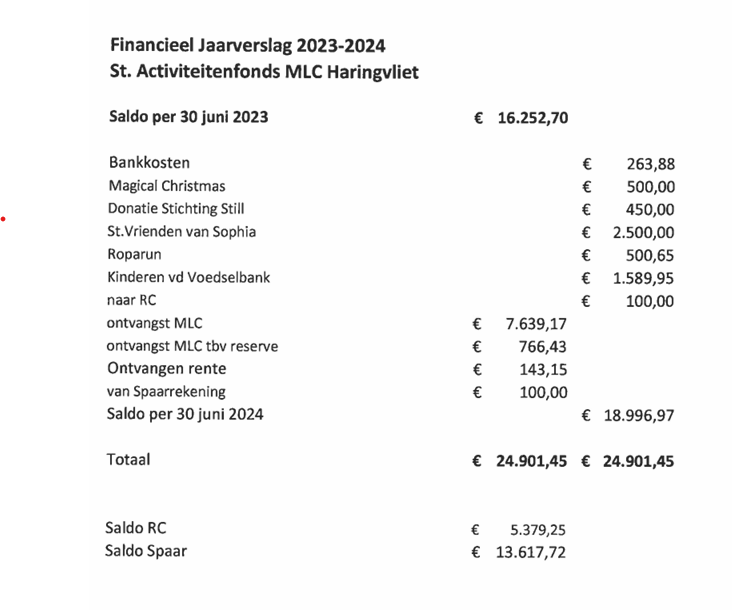 Financieel Jaarverslag 2023-2024
St. Activiteitenfonds MLC Haringvliet
Saldo per 30 juni 2023 € 16.252,70
Bankkosten € 263,88
Magical Christmas € 500,00
Donatie Stichting Still € 450,00
St.Vrienden van Sophia € 2.500,00
Roparun € 500,65
Kinderen vd Voedselbank € 1.589,95
naar RC € 100,00
ontvangst MLC € 7.639,17
ontvangst MLC tbv reserve € 766,43
Ontvangen rente € 143,15
van Spaarrekening € 100,00
Saldo per 30 juni 2024 € 18.996,97
Totaal € 24.901,45 € 24.901,45
Saldo RC € 5.379,25
Saldo Spaar € 13.617,72